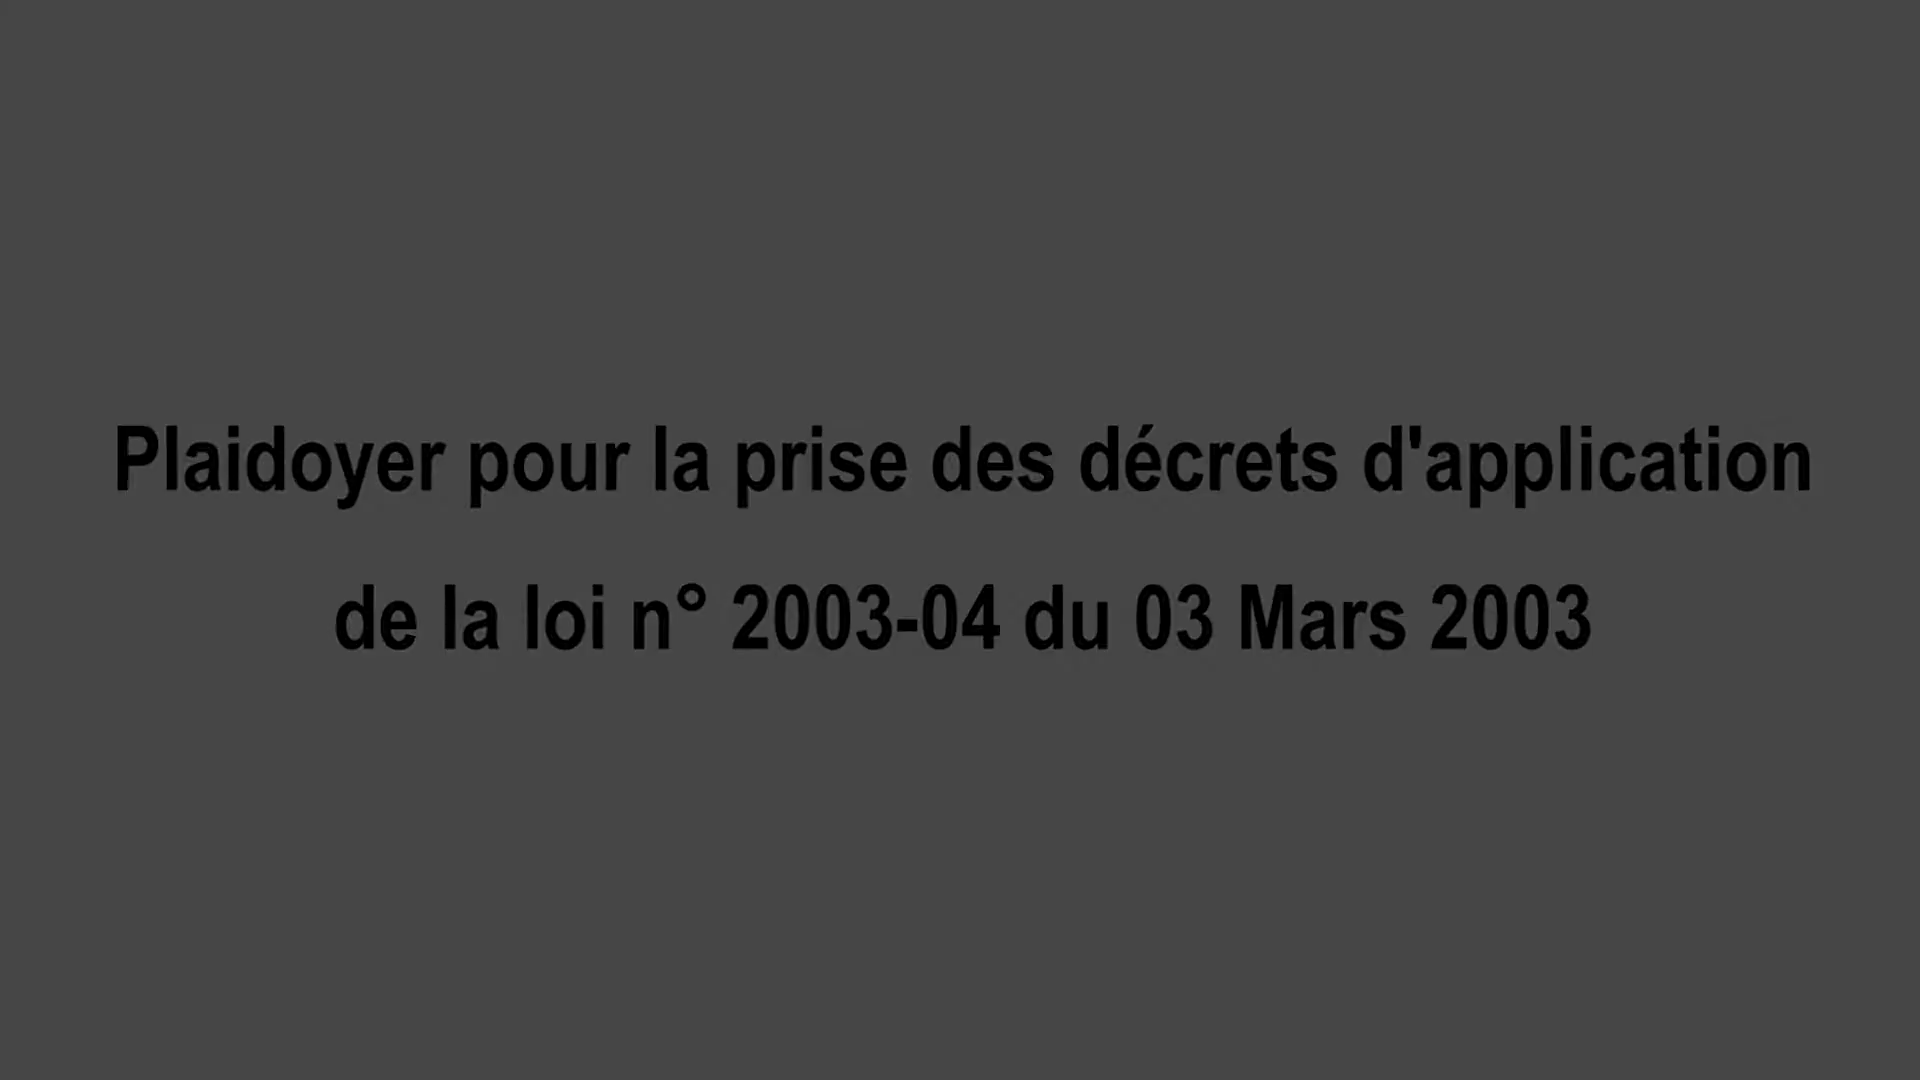 Plaidoyer pour la prise des décrets d'application
de la loi n° 2003-04 du 03 Mars 2003